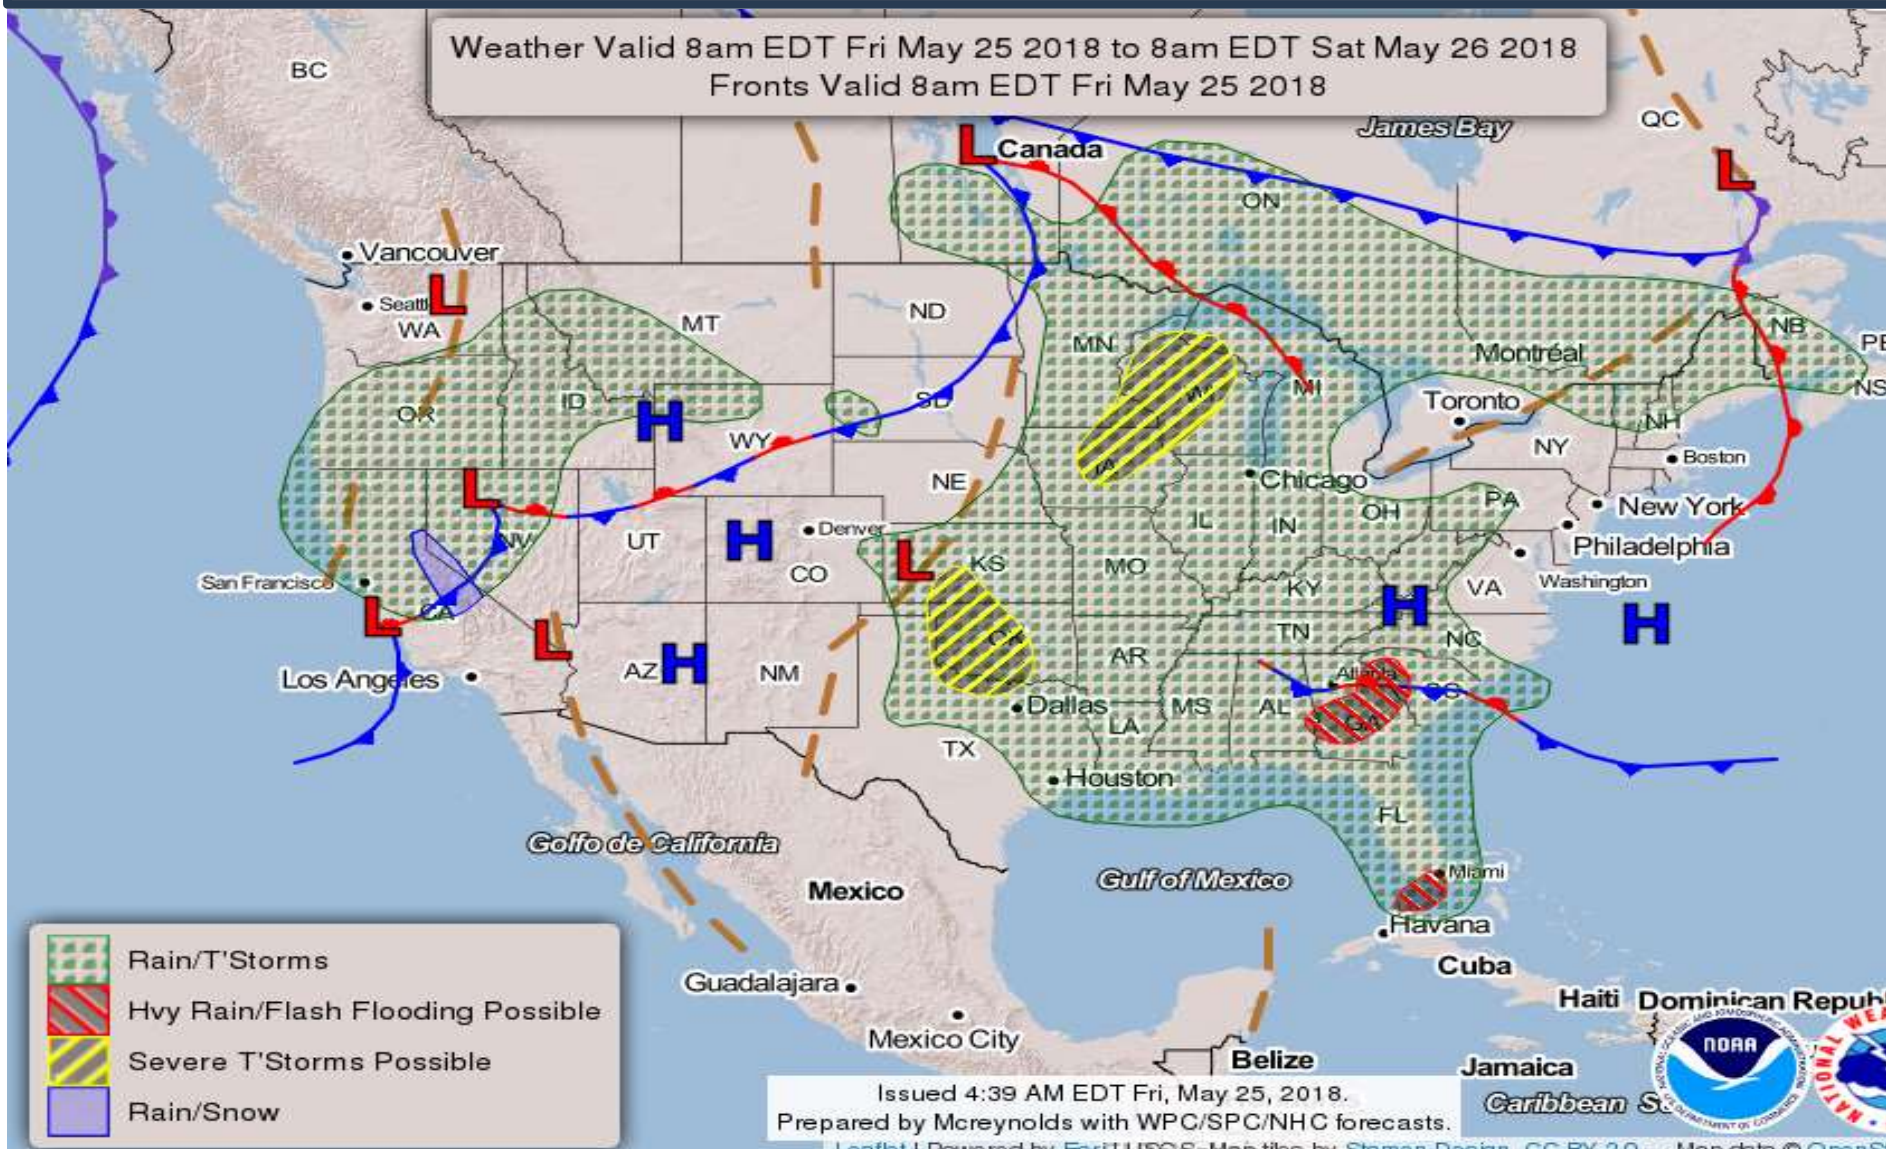 Weather Valid 8am EDT Fri May 25 2018 to 8am EDT Sat May 26 2018
Fronts Valid 8am EDT Fri May 25 2018
BC
QC
James Bay
L
Canada
L
ON
Vancouver
L
Seattl
WA
MT
ND
MN
NB
Montréal
PE
NS
OR
ID
H
WY
SD
WI
MI
Toronto
NH
NY
Boston
IA
NE
L
Chicago
PA
New York
NV
UT
H
Denver
CO
L
KS
MO
IL
IN
OH
Philadelphia
San Francisco
CA
KY
H
VA
Washington
L
L
OK
TN
NC
H
Los Angeles
AZ
H
NM
AR
Atlanta
SC
Dallas
LA
MS
AL
GA
TX
Houston
FL
Golfo de California
Mexico
Gulf of Mexico
Miami
Havana
Cuba
Guadalajara
Mexico City
Haiti
Dominican Repub
Belize
Jamaica
Caribbean Se
NOAA
NATIONAL WEA
Rain/T'Storms
Hvy Rain/Flash Flooding Possible
Severe T'Storms Possible
Rain/Snow
Issued 4:39 AM EDT Fri, May 25, 2018.
Prepared by Mcreynolds with WPC/SPC/NHC forecasts.